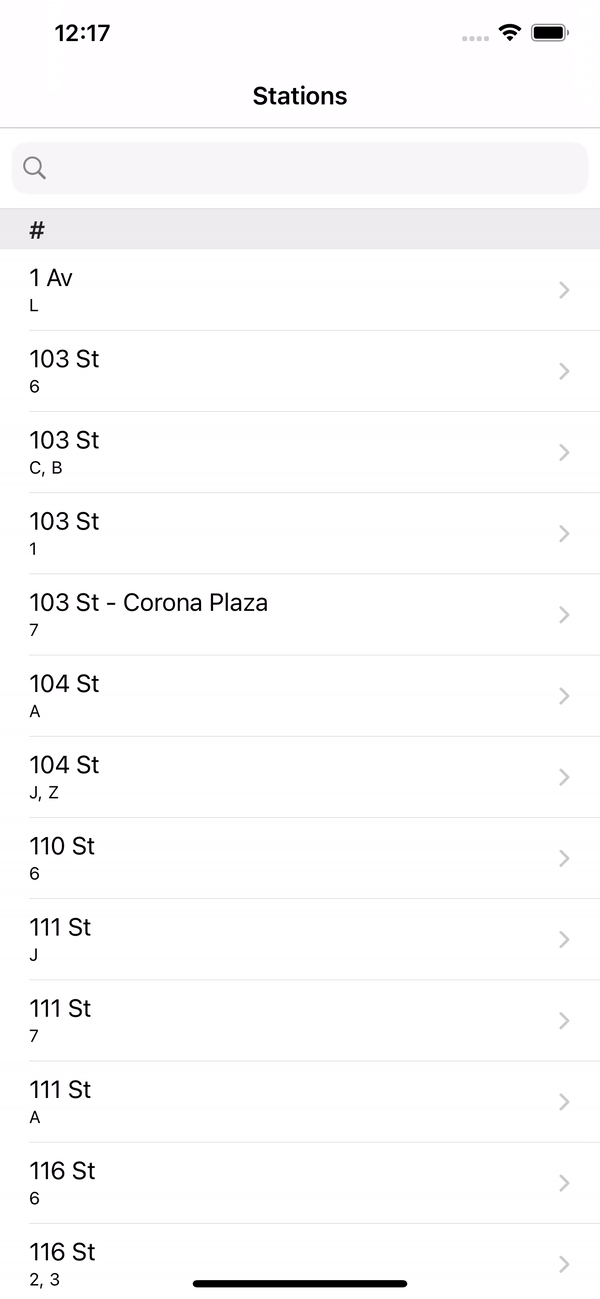 12:17
Stations
#
1 Av
L
103 St
6
103 St
C, B
103 St
1
103 St - Corona Plaza
7
104 St
A
104 St
J, Z
110 St
6
111 St
J
111 St
7
111 St
A
116 St
6
116 St
2, 3